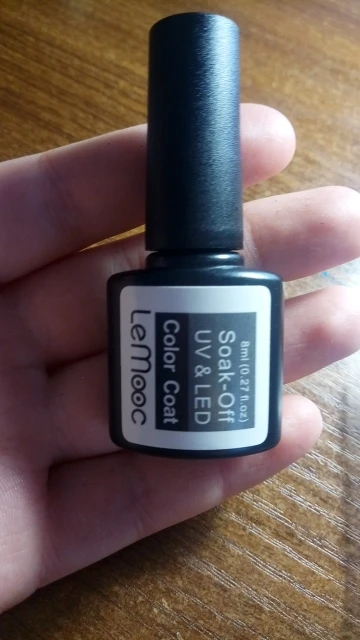 8ml (0.27 fl.oz)
Soak-Off
UV & LED
Color Coat
LeMooc